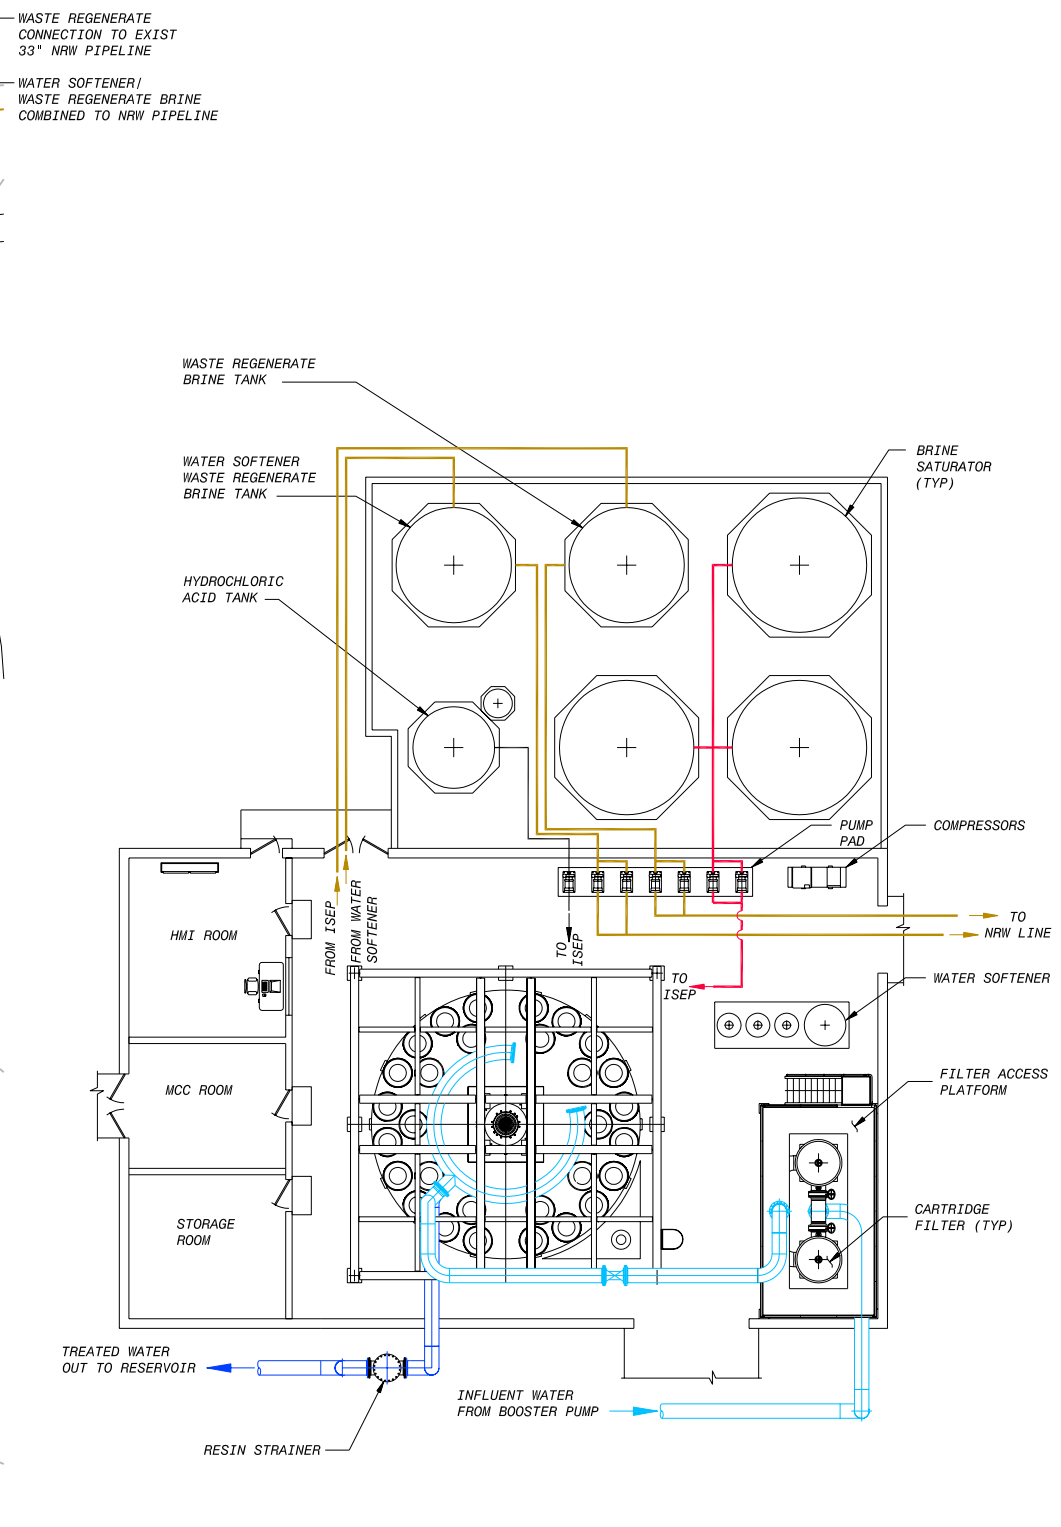 WASTE REGENERATE
CONNECTION TO EXIST
33" NRW PIPELINE
WATER SOFTENER/
WASTE REGENERATE BRINE
COMBINED TO NRW PIPELINE
WASTE REGENERATE
BRINE TANK
WATER SOFTENER
WASTE REGENERATE
BRINE TANK
BRINE
SATURATOR
(TYP)
HYDROCHLORIC
ACID TANK
PUMP
PAD
COMPRESSORS
HMI ROOM
FROM ISEP
FROM WATER
SOFTENER
TO
ISEP
TO
NRW LINE
TO
ISEP
WATER SOFTENER
MCC ROOM
FILTER ACCESS
PLATFORM
STORAGE
ROOM
CARTRIDGE
FILTER (TYP)
TREATED WATER
OUT TO RESERVOIR
INFLUENT WATER
FROM BOOSTER PUMP
RESIN STRAINER